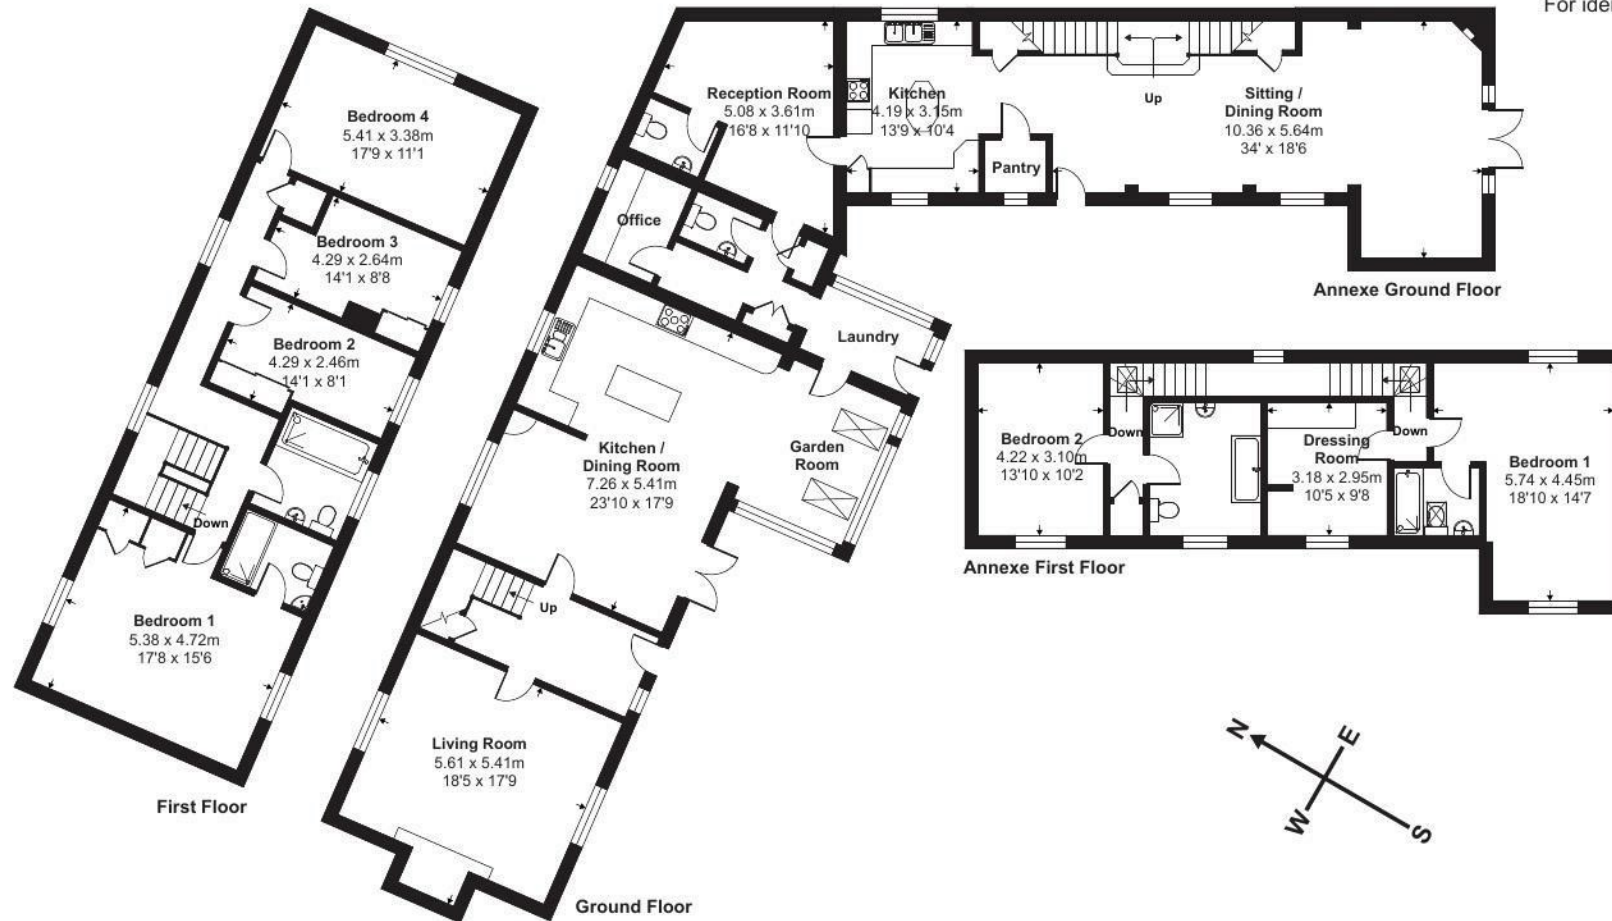 For iden
Bedroom 4
5.41 x 3.38m
17'9 x 11'1
Bedroom 3
4.29 x 2.64m
14'1 x 8'8
Bedroom 2
4.29 x 2.46m
14'1 x 8'1
Down
Bedroom 1
5.38 x 4.72m
17'8 x 15'6
First Floor
Reception Room
5.08 x 3.61m
16'8 x 11'10
Office
Laundry
Kitchen /
Dining Room
7.26 x 5.41m
23'10 x 17'9
Garden
Room
Up
Living Room
5.61 x 5.41m
18'5 x 17'9
Ground Floor
Kitchen
4.19 x 3.15m
13'9 x 10'4
Pantry
Up
Sitting /
Dining Room
10.36 x 5.64m
34' x 18'6
Annexe Ground Floor
Bedroom 2
4.22 x 3.10m
13'10 x 10'2
Down
Dressing
Room
3.18 x 2.95m
10'5 x 9'8
Down
Bedroom 1
5.74 x 4.45m
18'10 x 14'7
Annexe First Floor
N
E
W
S